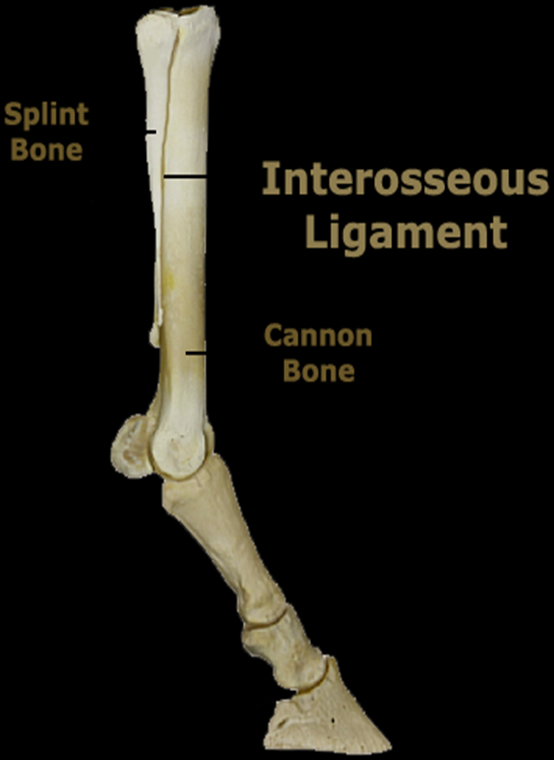 Splint
Bone
Interosseous
Ligament
Cannon
Bone